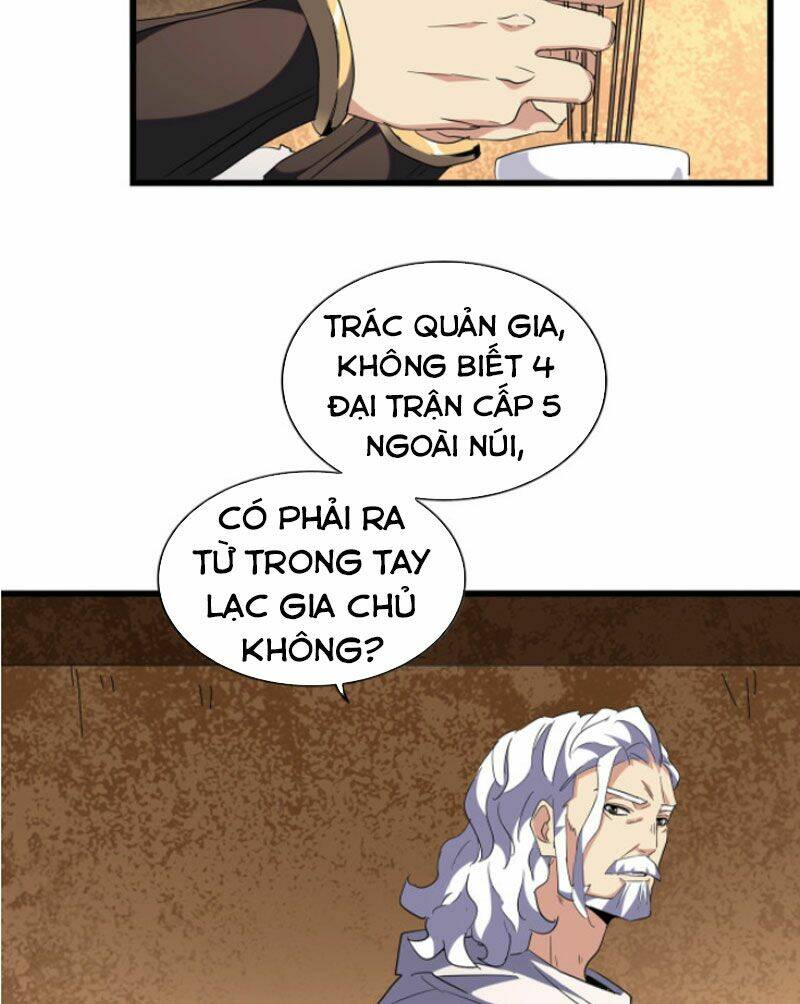 TRÁC QUẢN GIA,
KHÔNG BIẾT 4
ĐẠI TRẬN CẤP 5
NGOÀI NÚI,
CÓ PHẢI RA
TỪ TRONG TAY
LẠC GIA CHỦ
KHÔNG?